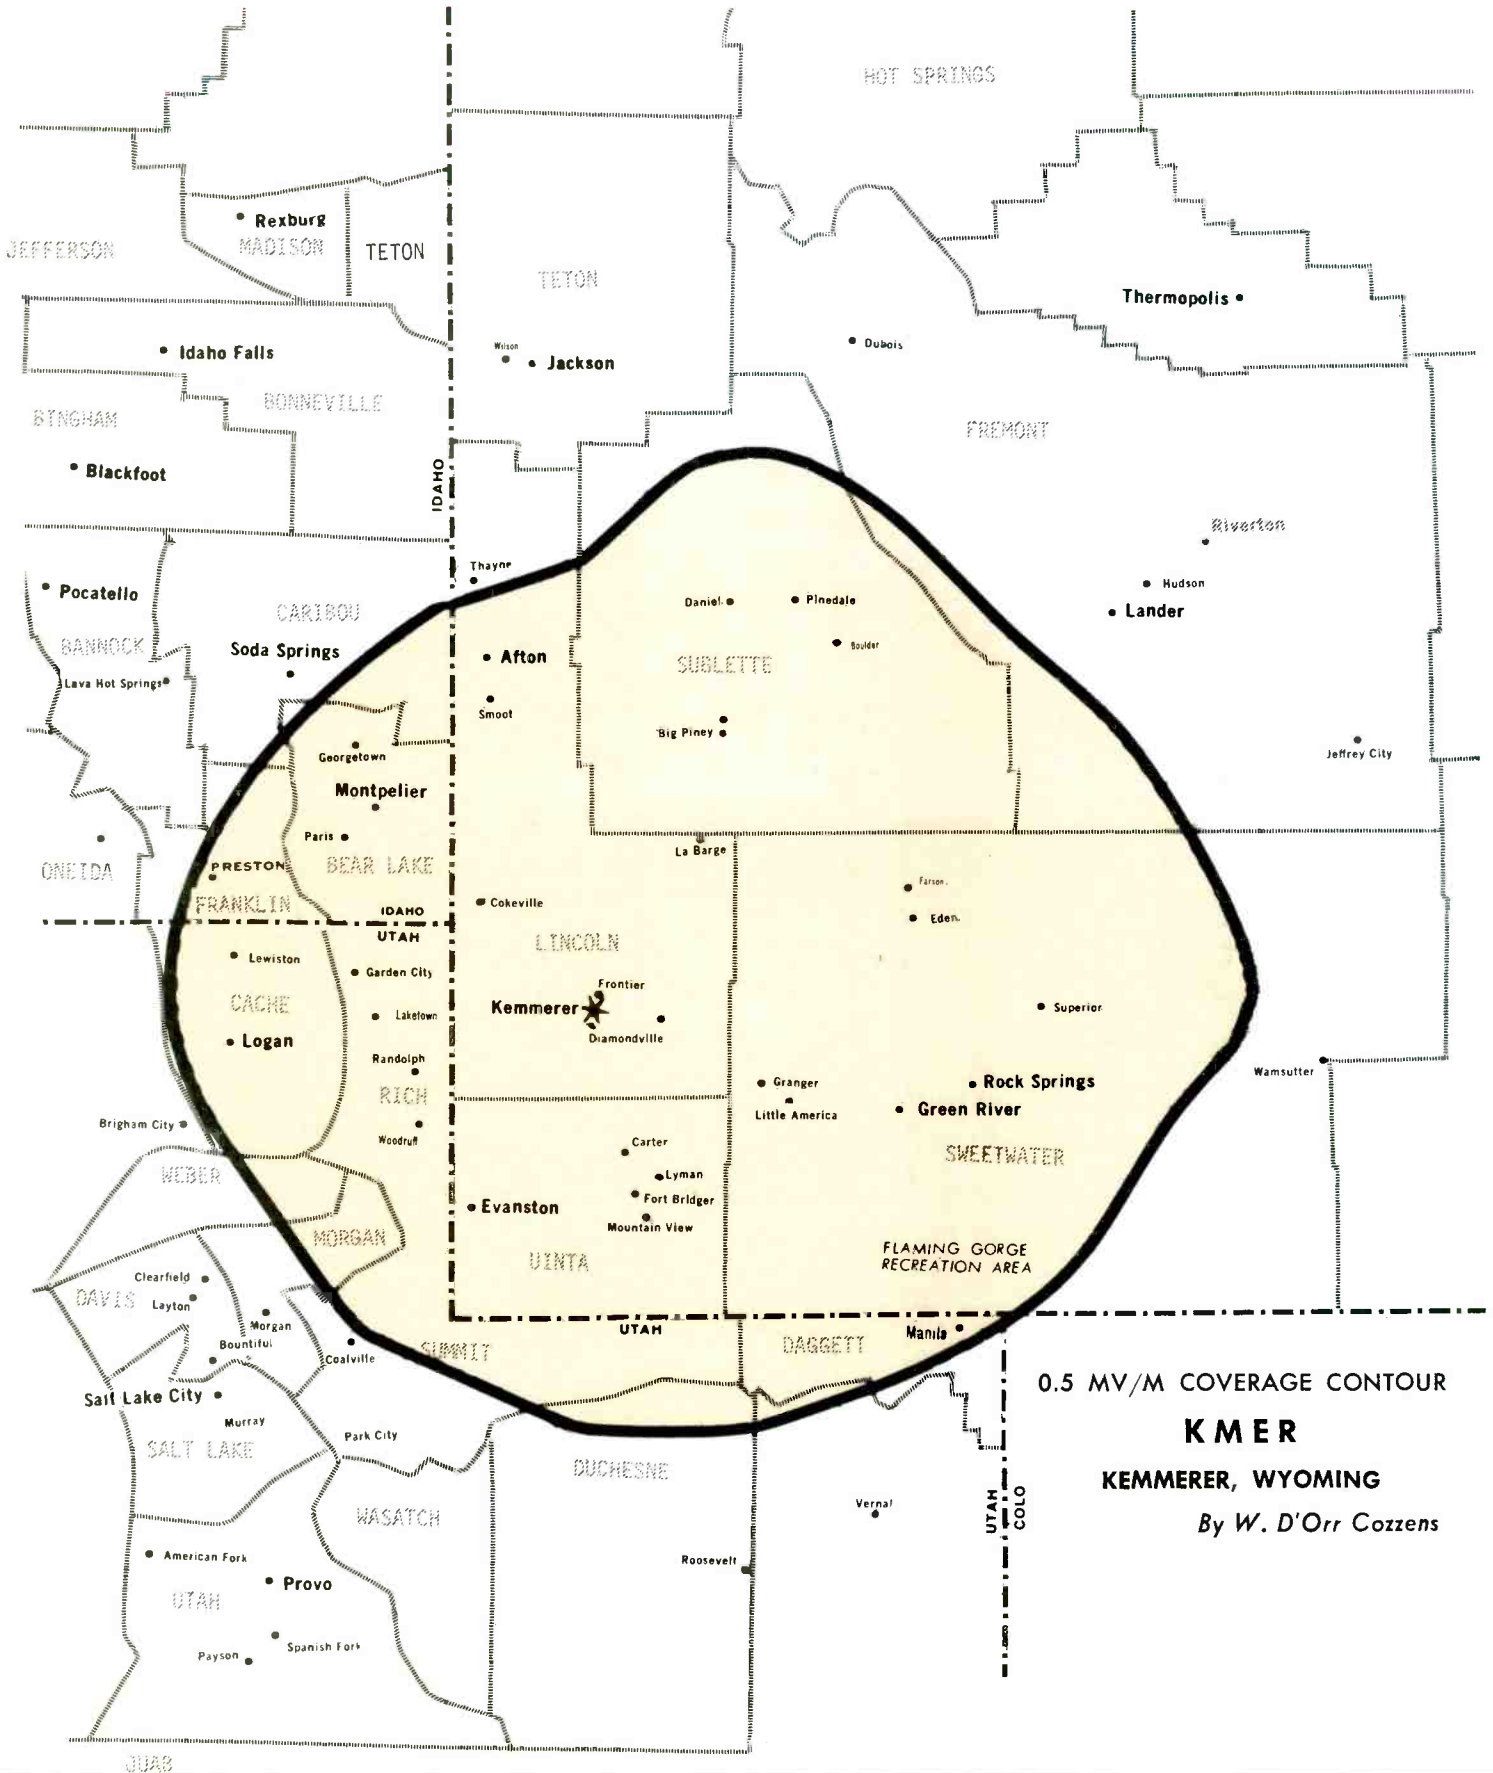 HOT SPRINGS
Rexburg
JEFFERSON
MADISON
TETON
TETON
Thermopolis
Idaho Falls
Wilson
Jackson
Dubois
BONNEVILLE
BINGHAM
FREMONT
Blackfoot
IDAHO
Riverton
Thayne
Hudson
Pocatello
Daniel
Pinedale
CARIBOU
Lander
BANNOCK
Soda Springs
Afton
Boulder
SUBLETTE
Lava Hot Springs
Smoot
Big Piney
Georgetown
Jeffrey City
Montpelier
Paris
La Barge
ONEIDA
PRESTON
BEAR LAKE
Farson.
FRANKLIN
IDAHO
Cokeville
Eden.
UTAH
LINCOLN
Lewiston
Garden City
Frontier
CACHE
Kemmerer
Superior
Laketown
Logan
Diamondville
Randolph
Wamsutter
RICH
Granger
Rock Springs
Little America
Green River
Brigham City
Woodruff
Carter
SWEETWATER
WEBER
Lyman
Fort Bridger
Evanston
Mountain View
MORGAN
UINTA
FLAMING GORGE
RECREATION AREA
Clearfield
DAVIS
Layton
Morgan
UTAH
Manila
Bountiful
Coalville
SUMMIT
DAGGETT
Salt Lake City
0.5 MV/M COVERAGE CONTOUR
Murray
KMER
Park City
SALT LAKE
DUCHESNE
KEMMERER, WYOMING
WASATCH
Vernal
UTAH
COLO
By W. D'Orr Cozzens
American Fork
Roosevelt
Provo
UTAH
Spanish Fork
Payson
JUAB